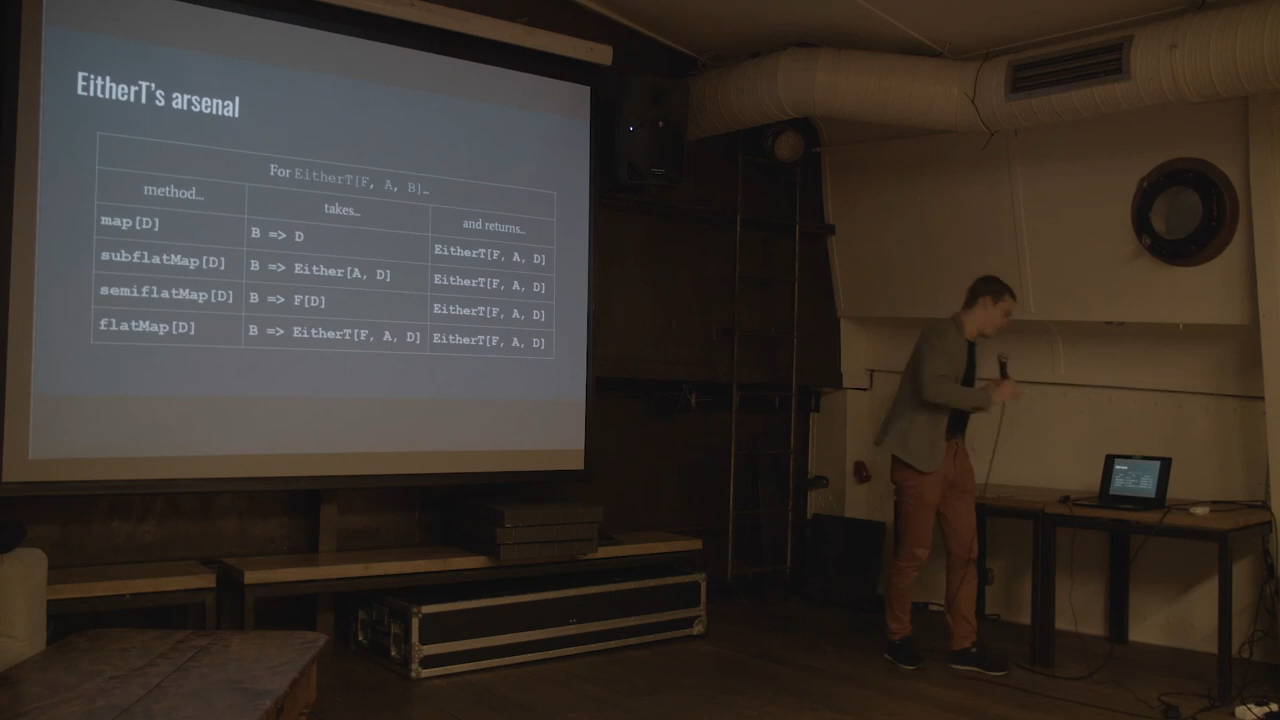 EitherT's arsenal
For EitherT[F, A, B]…
method… takes… and returns…
map[D] B => D EitherT[F, A, D]
subflatMap[D] B => Either[A, D] EitherT[F, A, D]
semiflatMap[D] B => F[D] EitherT[F, A, D]
flatMap[D] B => EitherT[F, A, D] EitherT[F, A, D]